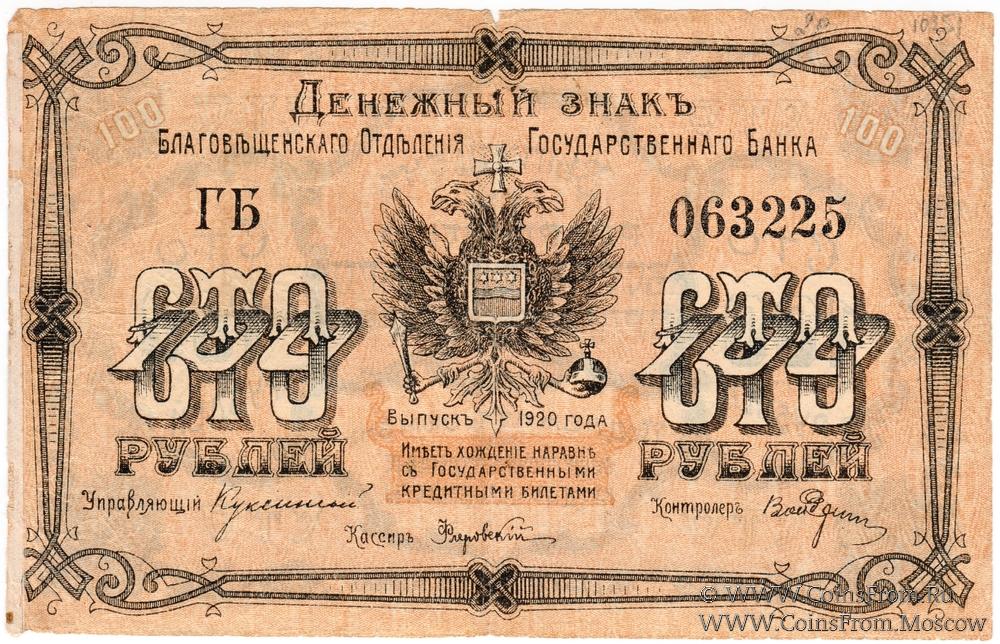 10351
ДЕНЕЖНЫЙ ЗНАКЪ
БЛАГОВѢЩЕНСКАГО ОТДѢЛЕНІЯ ГОСУДАРСТВЕННАГО БАНКА
100 100
ГБ 063225
СТО СТО
РУБЛЕЙ РУБЛЕЙ
ВЫПУСКЪ 1920 ГОДА
ИМѢЕТЪ ХОЖДЕНІЕ НАРАВНѢ
СЪ ГОСУДАРСТВЕННЫМИ
КРЕДИТНЫМИ БИЛЕТАМИ
УПРАВЛЯЮЩІЙ
КОНТРОЛЕРЪ
КАССИРЪ
© WWW.CoinsFrom.Ru
WWW.CoinsFrom.Moscow